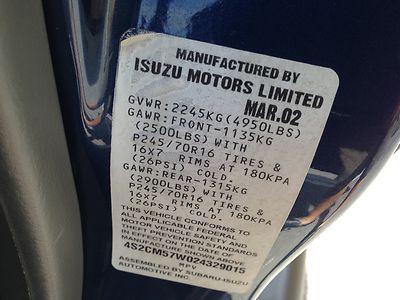 MANUFACTURED BY
ISUZU MOTORS LIMITED
MAR.02
GVWR:2245KG(4950LBS)
GAWR:FRONT-1135KG
(2500LBS)WITH
P245/70R16 TIRES &
16X7 RIMS AT 180KPA
(26PSI) COLD.
GAWR:REAR-1315KG
(2900LBS)WITH
P245/70R16 TIRES &
16X7 RIMS AT 180KPA
(26PSI) COLD.
THIS VEHICLE CONFORMS TO
ALL APPLICABLE FEDERAL
MOTOR VEHICLE SAFETY AND
THEFT PREVENTION STANDARDS
IN EFFECT ON THE DATE OF
MANUFACTURE SHOWN ABOVE.
4S2CM57W024329015
MPV
ASSEMBLED BY SUBARU-ISUZU
AUTOMOTIVE INC.